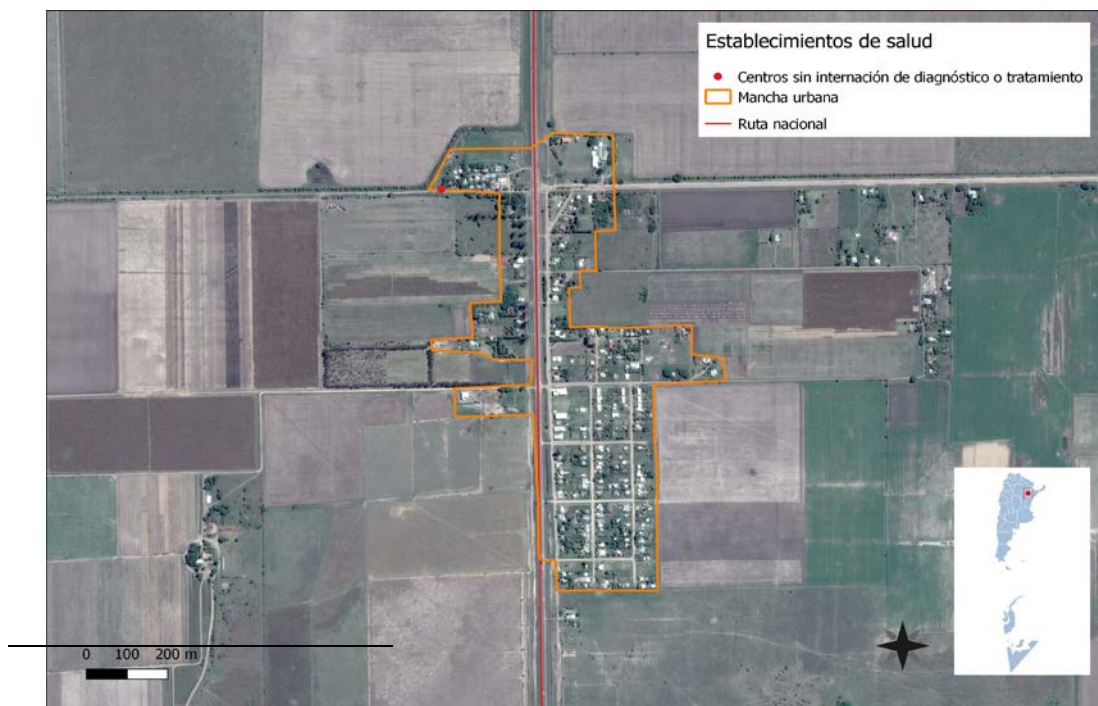 Establecimientos de salud
Centros sin internación de diagnóstico o tratamiento
Mancha urbana
Ruta nacional
0 100 200 m